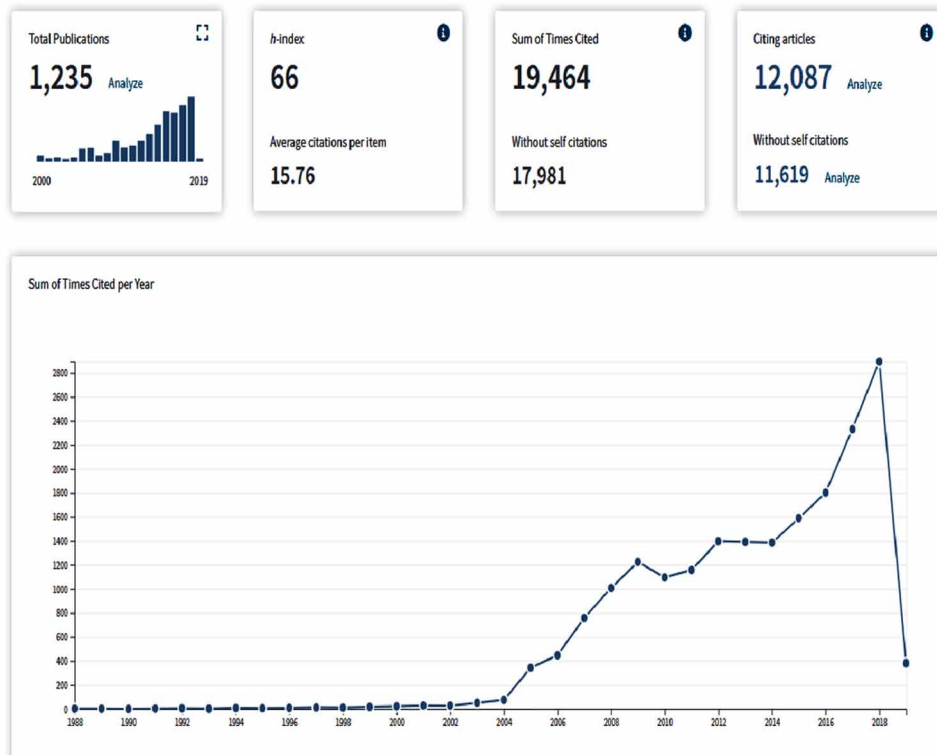 Total Publications
1,235 Analyze
2000 2019
h-index
66
Average citations per item
15.76
Sum of Times Cited
19,464
Without self citations
17,981
Citing articles
12,087 Analyze
Without self citations
11,619 Analyze
Sum of Times Cited per Year
2800
2600
2400
2200
2000
1800
1600
1400
1200
1000
800
600
400
200
0
1988 1990 1992 1994 1996 1998 2000 2002 2004 2006 2008 2010 2012 2014 2016 2018